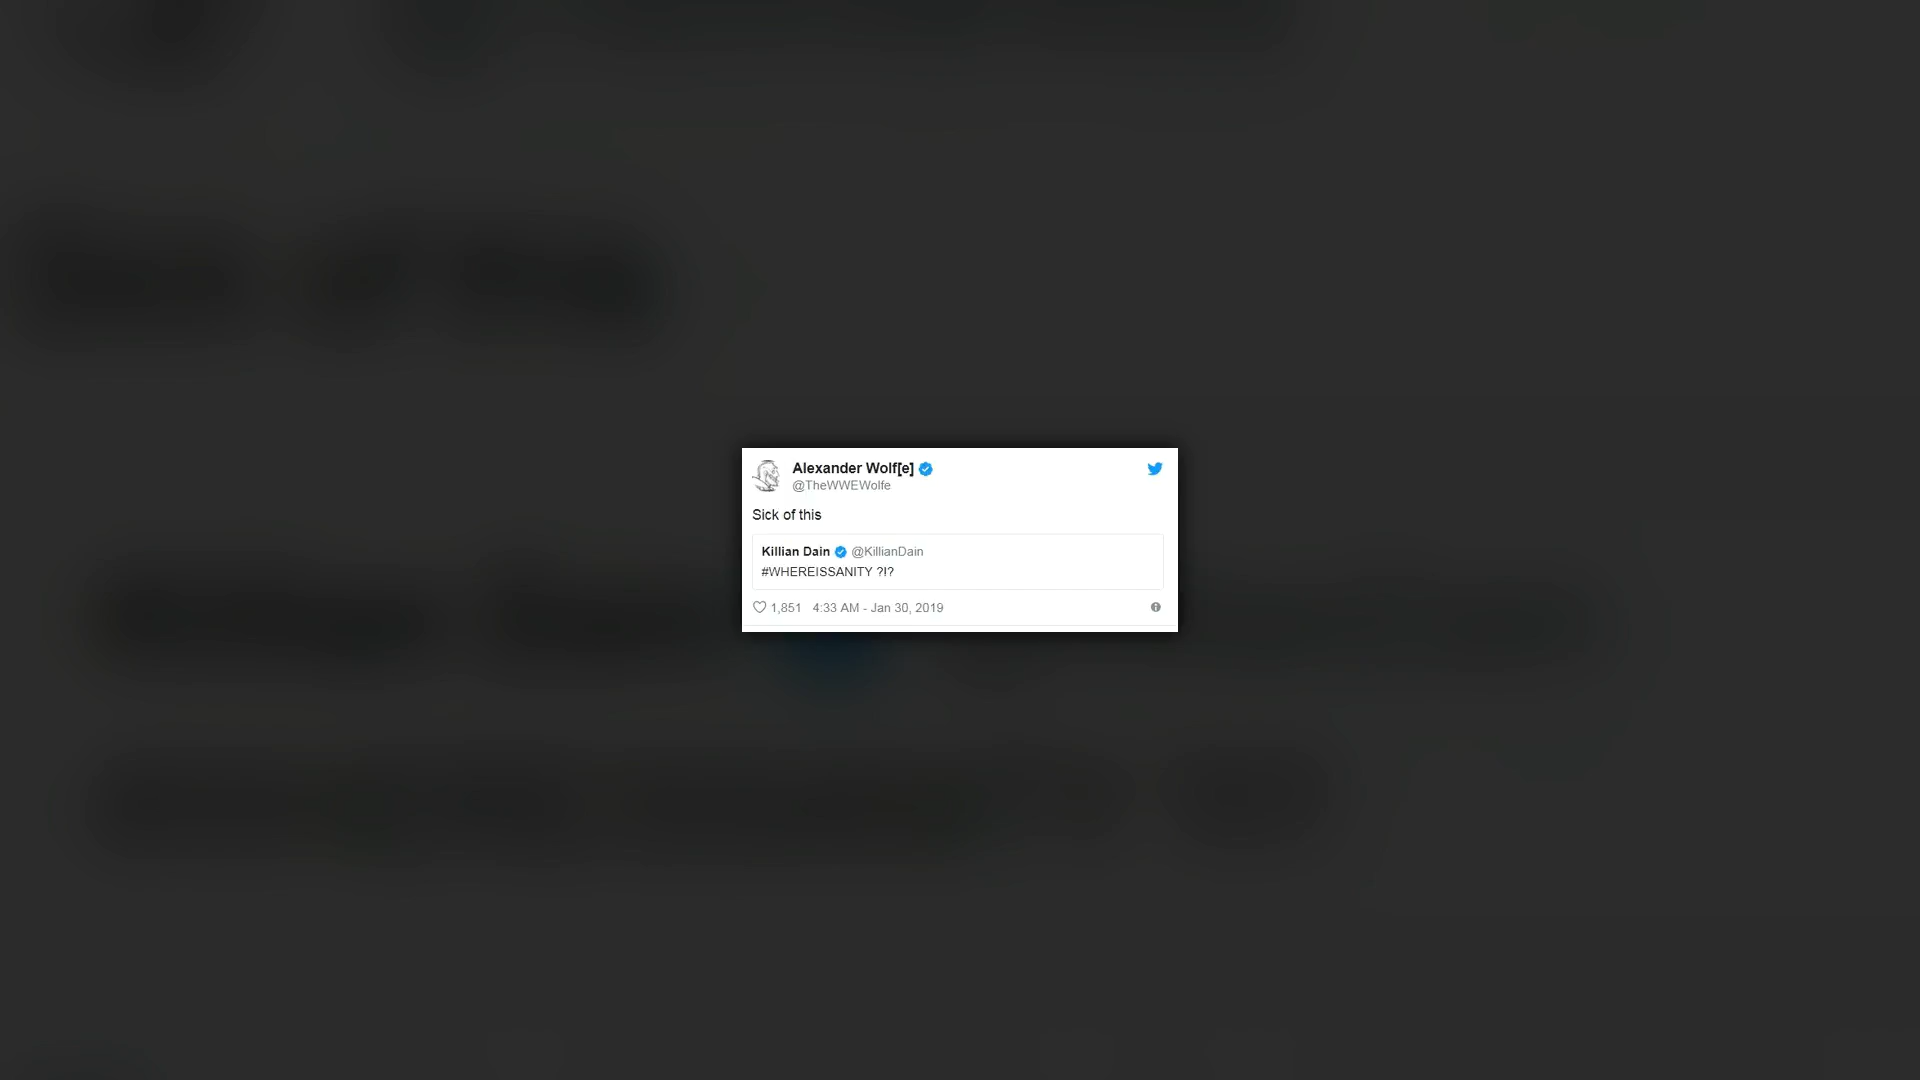 Alexander Wolf[e]
@TheWWEWolfe
Sick of this
Killian Dain @KillianDain
#WHEREISSANITY ?!?
1,851 4:33 AM - Jan 30, 2019